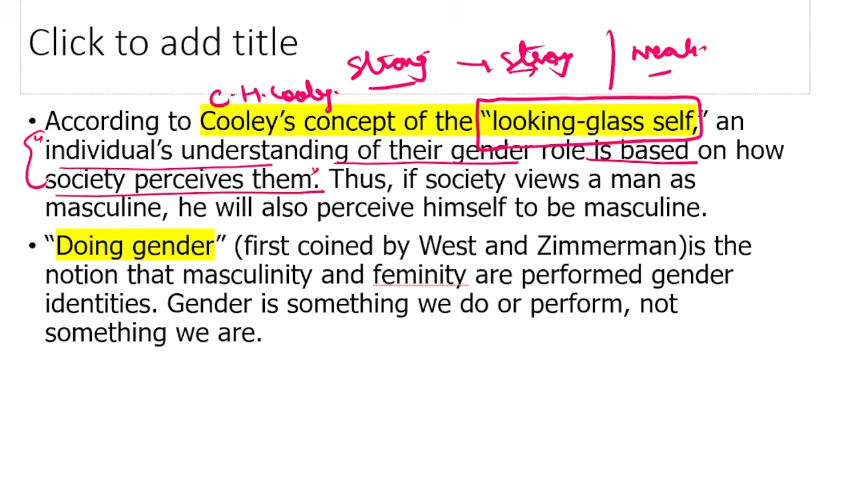 Click to add title
strong → strong | weak.
C.H.Cooley.
• According to Cooley’s concept of the “looking-glass self,” an
individual’s understanding of their gender role is based on how
society perceives them. Thus, if society views a man as
masculine, he will also perceive himself to be masculine.
• “Doing gender” (first coined by West and Zimmerman)is the
notion that masculinity and feminity are performed gender
identities. Gender is something we do or perform, not
something we are.